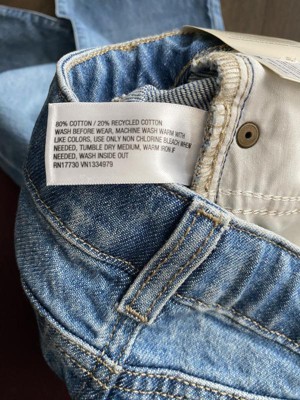 80% COTTON / 20% RECYCLED COTTON
WASH BEFORE WEAR, MACHINE WASH WARM WITH
LIKE COLORS, USE ONLY NON CHLORINE BLEACH WHEN
NEEDED, TUMBLE DRY MEDIUM, WARM IRON IF
NEEDED, WASH INSIDE OUT
RN17730 VN1334979